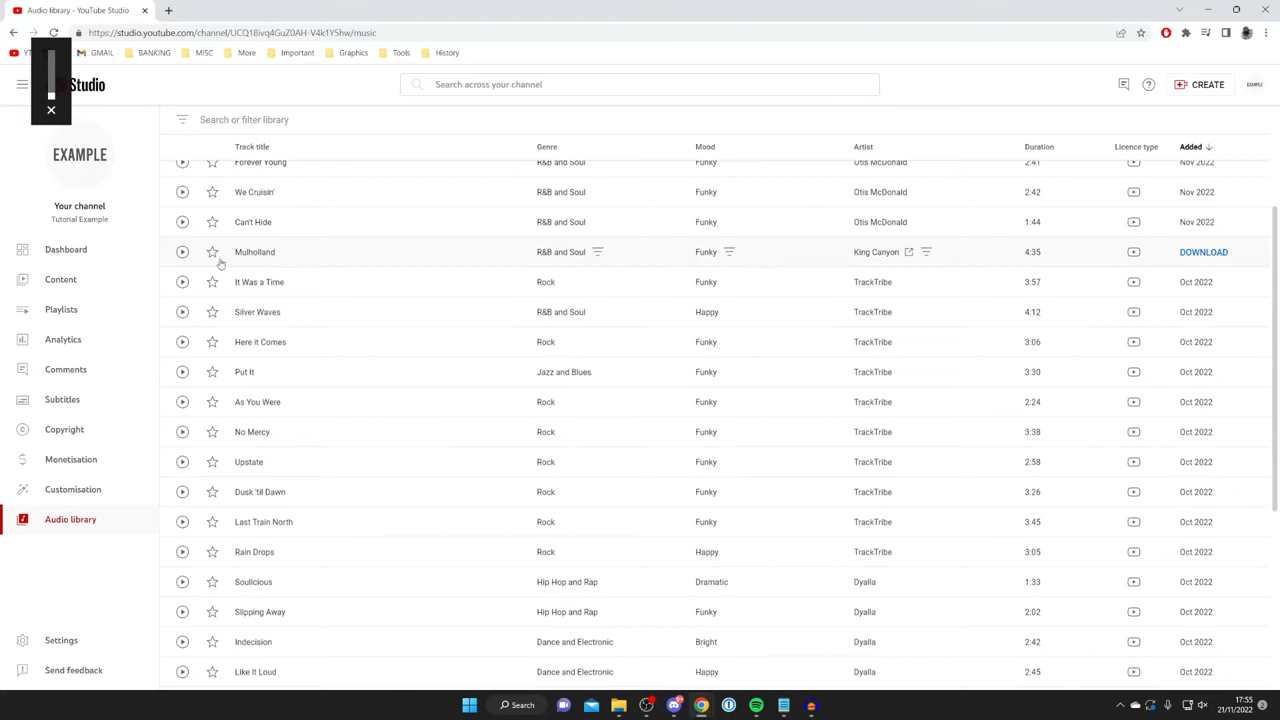 Audio library - YouTube Studio
https://studio.youtube.com/channel/UCQ18ivq4GuZ0AH-V4k1Y5hw/music
YT
GMAIL
BANKING
MISC
More
Important
Graphics
Tools
History
Studio
Search across your channel
CREATE
EXAMPLE
EXAMPLE
Your channel
Tutorial Example
Dashboard
Content
Playlists
Analytics
Comments
Subtitles
Copyright
Monetisation
Customisation
Audio library
Settings
Send feedback
Search or filter library
Track title Genre Mood Artist Duration Licence type Added
Forever Young R&B and Soul Funky Otis McDonald 2:41 Nov 2022
We Cruisin' R&B and Soul Funky Otis McDonald 2:42 Nov 2022
Can't Hide R&B and Soul Funky Otis McDonald 1:44 Nov 2022
Mulholland R&B and Soul Funky King Canyon 4:35 DOWNLOAD
It Was a Time Rock Funky TrackTribe 3:57 Oct 2022
Silver Waves R&B and Soul Happy TrackTribe 4:12 Oct 2022
Here it Comes Rock Funky TrackTribe 3:06 Oct 2022
Put It Jazz and Blues Funky TrackTribe 3:30 Oct 2022
As You Were Rock Funky TrackTribe 2:24 Oct 2022
No Mercy Rock Funky TrackTribe 3:38 Oct 2022
Upstate Rock Funky TrackTribe 2:58 Oct 2022
Dusk 'til Dawn Rock Funky TrackTribe 3:26 Oct 2022
Last Train North Rock Funky TrackTribe 3:45 Oct 2022
Rain Drops Rock Happy TrackTribe 3:05 Oct 2022
Soulicious Hip Hop and Rap Dramatic Dyalla 1:33 Oct 2022
Slipping Away Hip Hop and Rap Funky Dyalla 2:02 Oct 2022
Indecision Dance and Electronic Bright Dyalla 2:42 Oct 2022
Like It Loud Dance and Electronic Happy Dyalla 2:45 Oct 2022
Search
17:55
21/11/2022